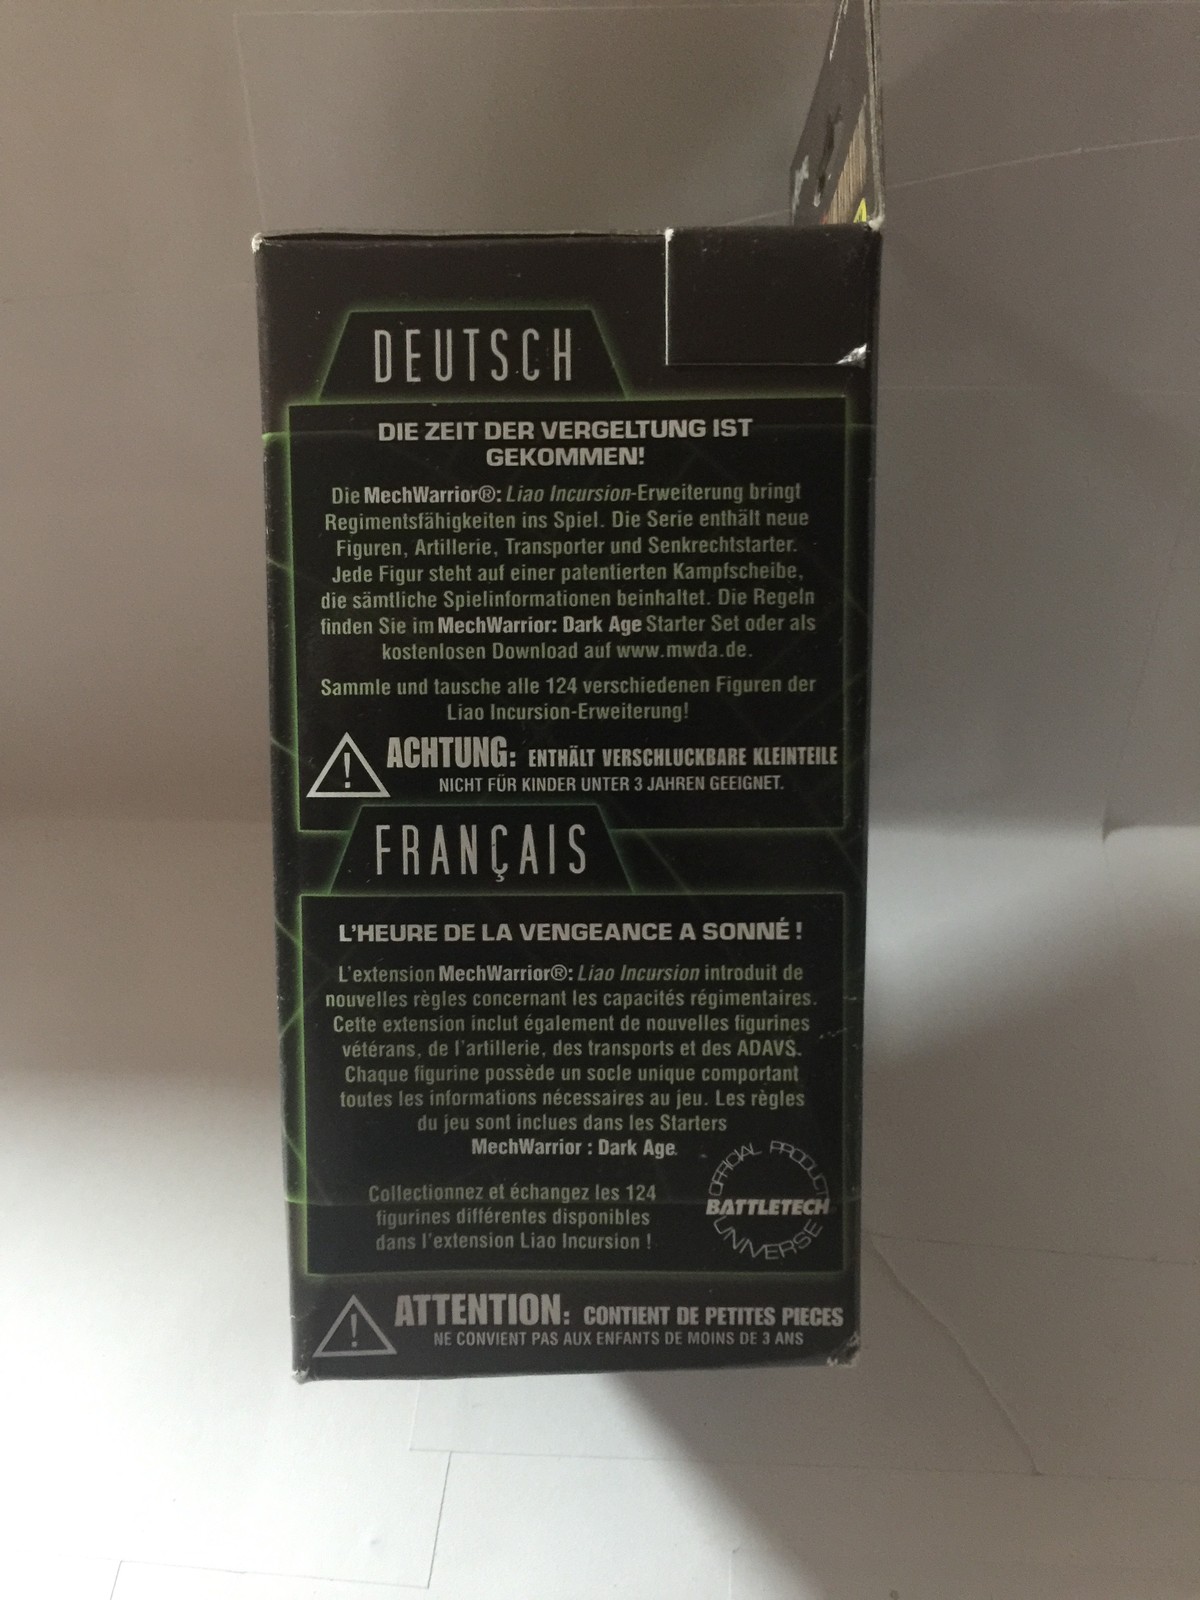 DEUTSCH
DIE ZEIT DER VERGELTUNG IST
GEKOMMEN!
Die MechWarrior®: Liao Incursion-Erweiterung bringt
Regimentsfähigkeiten ins Spiel. Die Serie enthält neue
Figuren, Artillerie, Transporter und Senkrechtstarter.
Jede Figur steht auf einer patentierten Kampfscheibe,
die sämtliche Spielinformationen beinhaltet. Die Regeln
finden Sie im MechWarrior: Dark Age Starter Set oder als
kostenlosen Download auf www.mwda.de.
Sammle und tausche alle 124 verschiedenen Figuren der
Liao Incursion-Erweiterung!
ACHTUNG: ENTHÄLT VERSCHLUCKBARE KLEINTEILE
NICHT FÜR KINDER UNTER 3 JAHREN GEEIGNET.
FRANÇAIS
L'HEURE DE LA VENGEANCE A SONNÉ !
L'extension MechWarrior®: Liao Incursion introduit de
nouvelles règles concernant les capacités régimentaires.
Cette extension inclut également de nouvelles figurines
vétérans, de l'artillerie, des transports et des ADAVS.
Chaque figurine possède un socle unique comportant
toutes les informations nécessaires au jeu. Les règles
du jeu sont inclues dans les Starters
MechWarrior : Dark Age.
Collectionnez et échangez les 124
figurines différentes disponibles
dans l'extension Liao Incursion !
OFFICIAL PRODUCT
BATTLETECH
UNIVERSE
ATTENTION: CONTIENT DE PETITES PIECES
NE CONVIENT PAS AUX ENFANTS DE MOINS DE 3 ANS